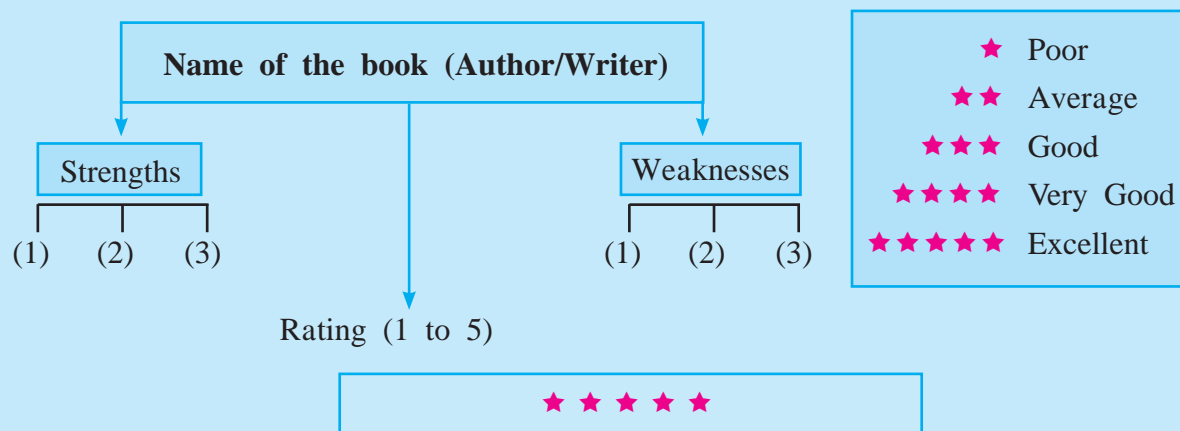 Name of the book (Author/Writer)
Strengths
(1) (2) (3)
Weaknesses
(1) (2) (3)
Rating (1 to 5)
★ Poor
★★ Average
★★★ Good
★★★★ Very Good
★★★★★ Excellent
★★★★★